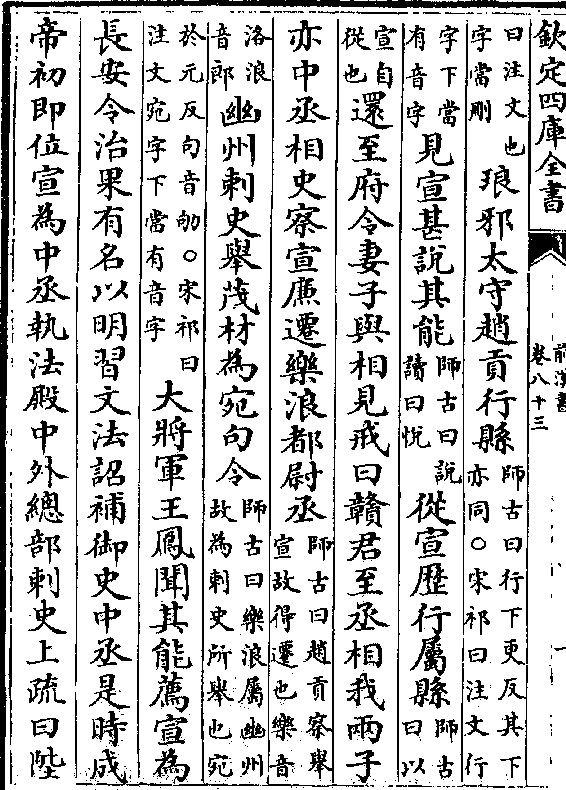 欽定四庫全書
前漢書
卷八十三
一
曰注文也字當刪琅邪太守趙貢行縣師古曰行下更反其下亦同○宋祁曰注文行
字下當有音字見宣甚說其能師古曰說讀曰悅從宣歷行屬縣師古曰以
宣自從也還至府令妻子與相見戒曰贛君至丞相我兩子
亦中丞相史察宣廉遷樂浪都尉丞師古曰趙貢察舉宣故得遷也樂音
洛浪音郎幽州刺史舉茂材為宛句令師古曰樂浪屬幽州故為刺史所舉也宛
於元反句音劬○宋祁曰注文宛字下當有音字大將軍王鳳聞其能薦宣為
長安令治果有名以明習文法詔補御史中丞是時成
帝初即位宣為中丞執法殿中外總部刺史上疏曰陛